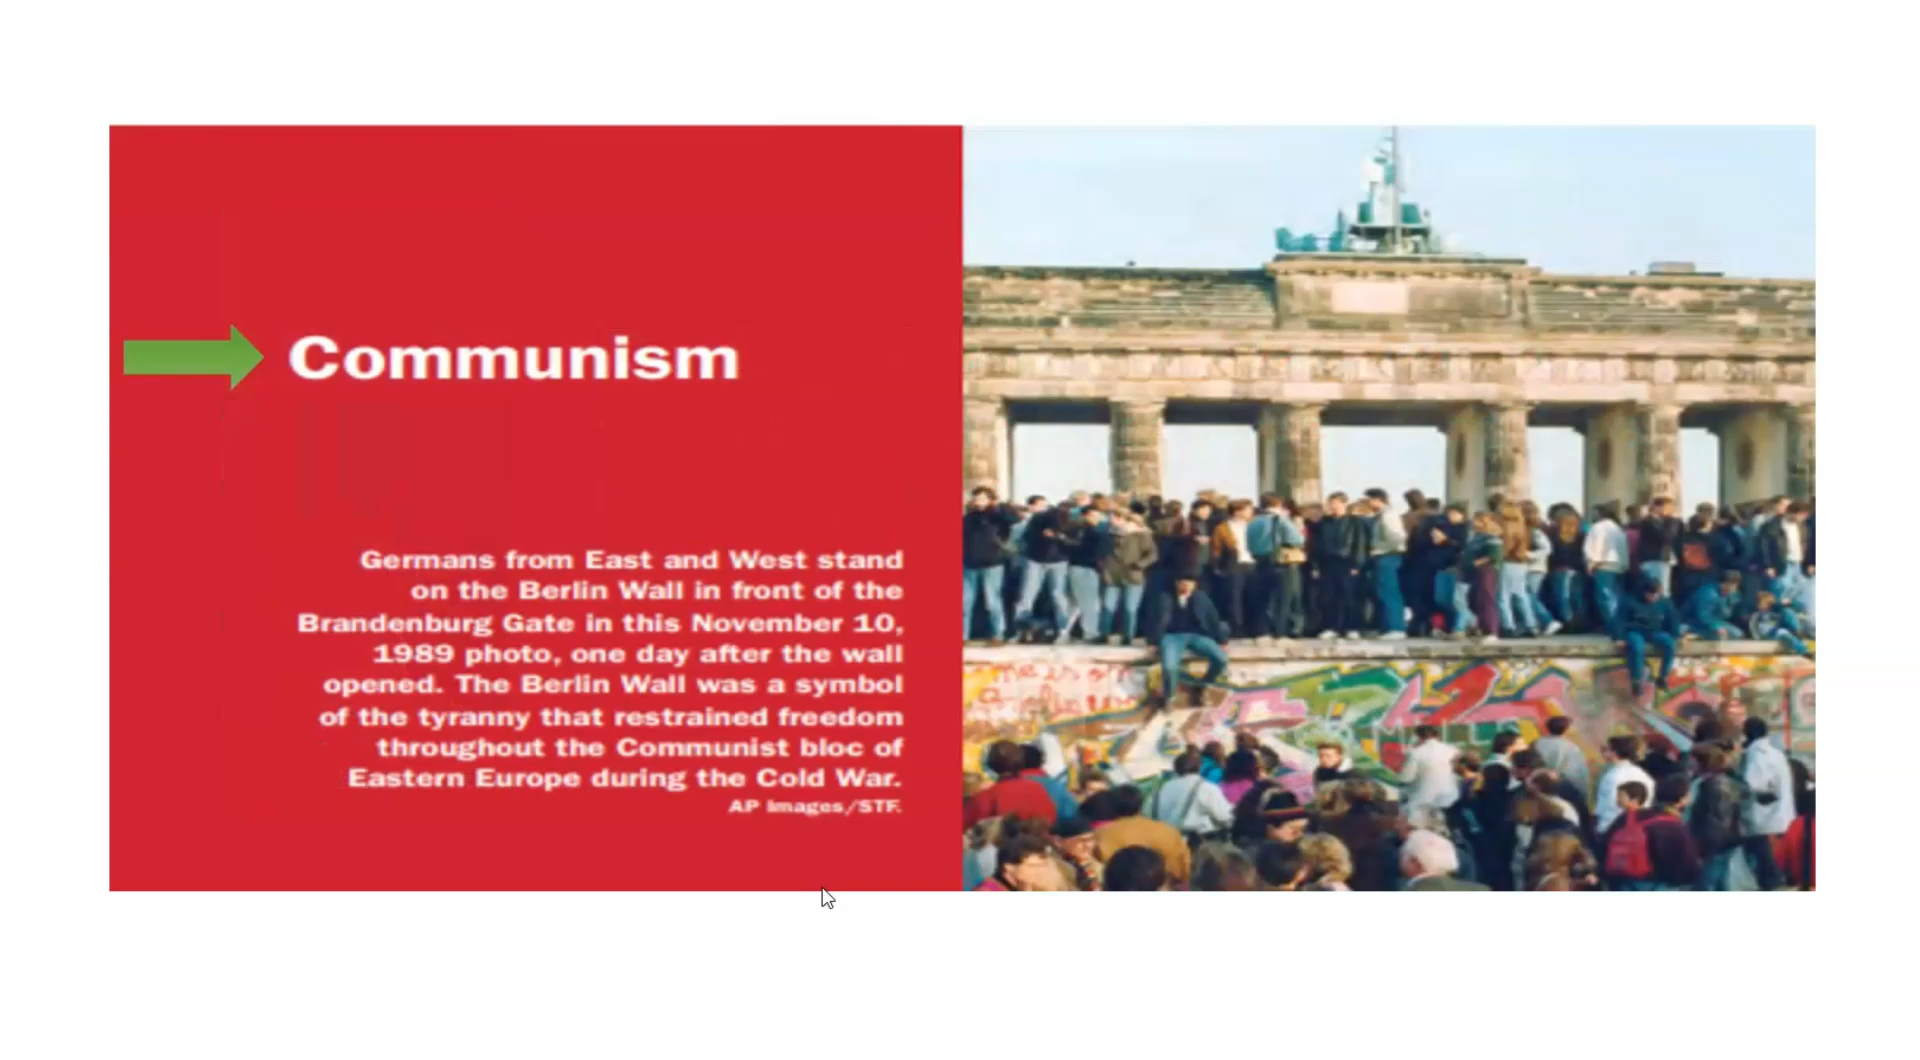 Communism
Germans from East and West stand
on the Berlin Wall in front of the
Brandenburg Gate in this November 10,
1989 photo, one day after the wall
opened. The Berlin Wall was a symbol
of the tyranny that restrained freedom
throughout the Communist bloc of
Eastern Europe during the Cold War.
AP Images/STF.